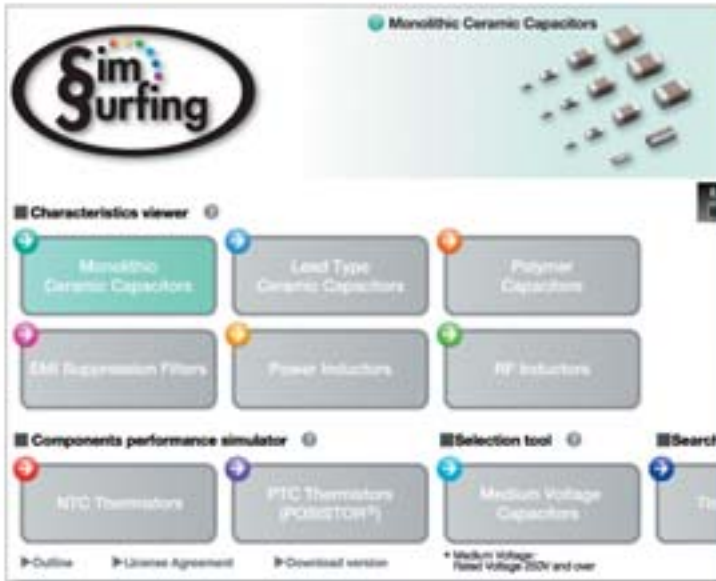 Sim
Surfing
Monolithic Ceramic Capacitors
Characteristics viewer ?
Monolithic
Ceramic Capacitors
Lead Type
Ceramic Capacitors
Polymer
Capacitors
EMI Suppression Filters
Power Inductors
RF Inductors
Components performance simulator ?
Selection tool ?
Search
NTC Thermistors
PTC Thermistors
(POSISTOR®)
Medium Voltage
Capacitors
Outline
License Agreement
Download version
* Medium Voltage:
Rated Voltage 250V and over